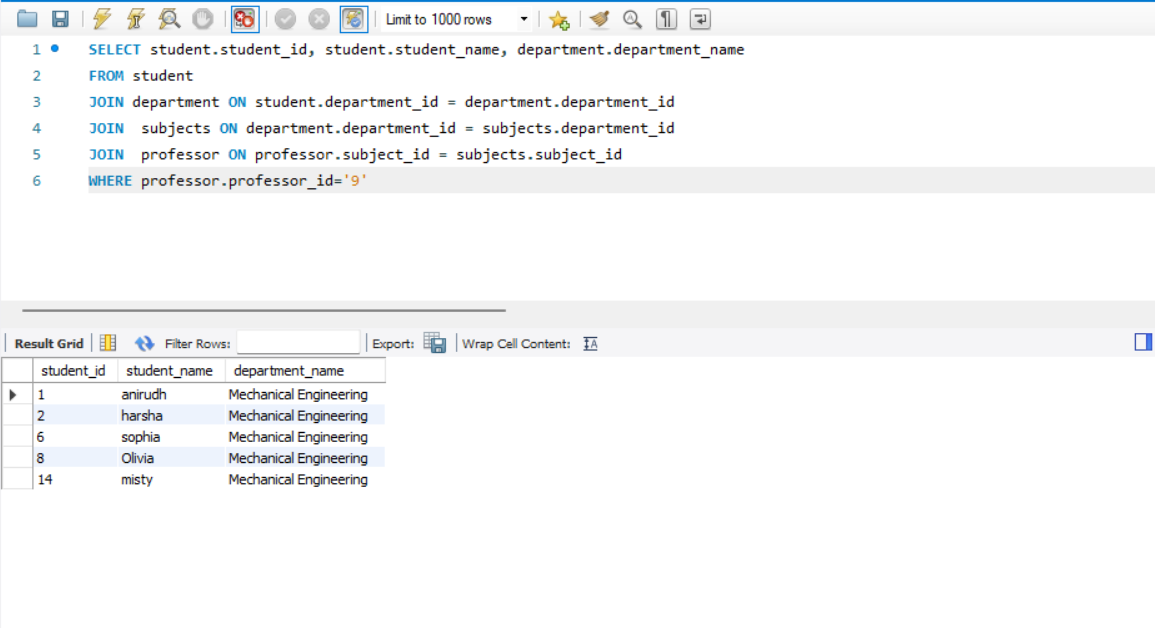 Limit to 1000 rows
1 SELECT student.student_id, student.student_name, department.department_name
2 FROM student
3 JOIN department ON student.department_id = department.department_id
4 JOIN  subjects ON department.department_id = subjects.department_id
5 JOIN  professor ON professor.subject_id = subjects.subject_id
6 WHERE professor.professor_id='9'
Result Grid Filter Rows: Export: Wrap Cell Content: IA
student_id student_name department_name
1 anirudh Mechanical Engineering
2 harsha Mechanical Engineering
6 sophia Mechanical Engineering
8 Olivia Mechanical Engineering
14 misty Mechanical Engineering